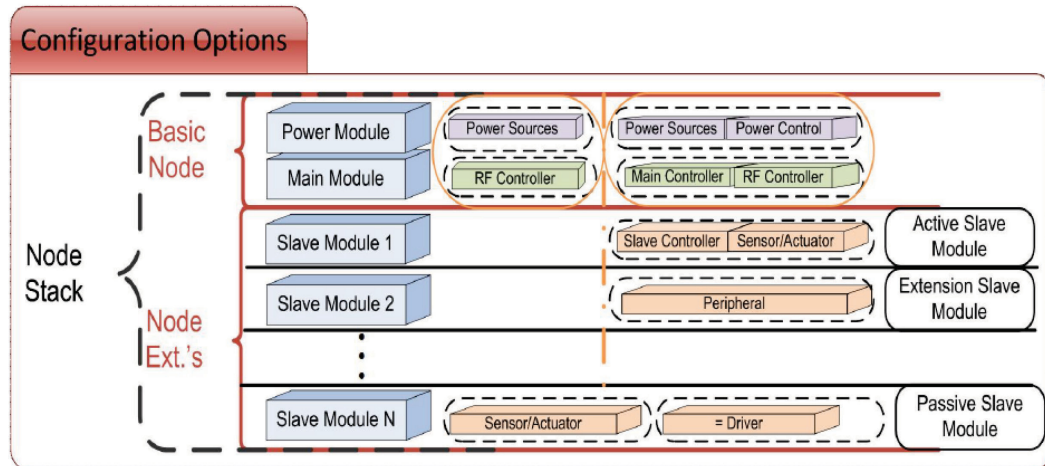 Configuration Options
Basic
Node
Power Module
Power Sources
Power Sources
Power Control
Main Module
RF Controller
Main Controller
RF Controller
Node
Stack
Slave Module 1
Slave Controller
Sensor/Actuator
Active Slave
Module
Slave Module 2
Peripheral
Extension Slave
Module
Node
Ext.'s
Slave Module N
Sensor/Actuator
= Driver
Passive Slave
Module